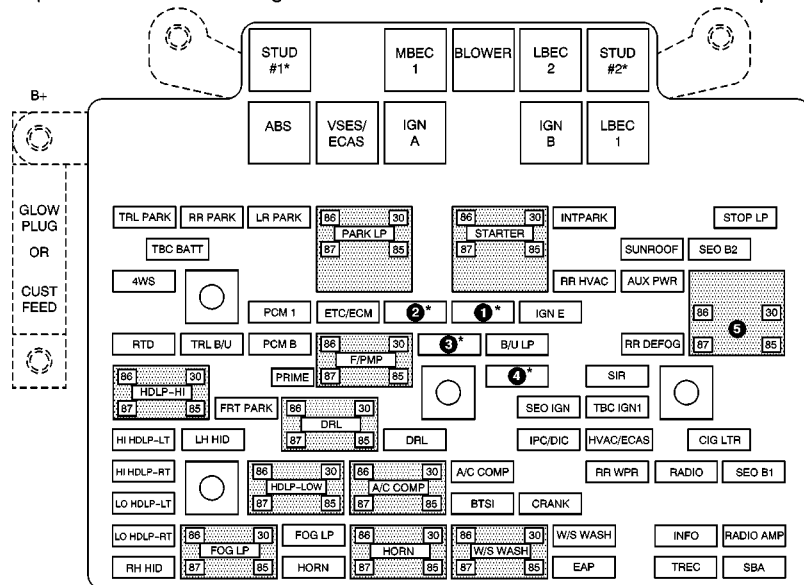 STUD #1*
MBEC 1
BLOWER
LBEC 2
STUD #2*
B+
ABS
VSES/ ECAS
IGN A
IGN B
LBEC 1
GLOW PLUG OR CUST FEED
TRL PARK
RR PARK
LR PARK
86 30
PARK LP
87 85
86 30
STARTER
87 85
INTPARK
STOP LP
TBC BATT
SUNROOF
SEO B2
4WS
RR HVAC
AUX PWR
PCM 1
ETC/ECM
2*
1*
IGN E
86 30
5
87 85
RTD
TRL B/U
PCM B
86 30
F/PMP
87 85
3*
B/U LP
RR DEFOG
PRIME
4*
SIR
86 30
HDLP-HI
87 85
FRT PARK
86 30
DRL
87 85
SEO IGN
TBC IGN1
HI HDLP-LT
LH HID
DRL
IPC/DIC
HVAC/ECAS
CIG LTR
HI HDLP-RT
86 30
HDLP-LOW
87 85
86 30
A/C COMP
87 85
A/C COMP
RR WPR
RADIO
SEO B1
LO HDLP-LT
BTSI
CRANK
LO HDLP-RT
86 30
FOG LP
87 85
FOG LP
86 30
HORN
87 85
86 30
W/S WASH
87 85
W/S WASH
INFO
RADIO AMP
RH HID
HORN
EAP
TREC
SBA